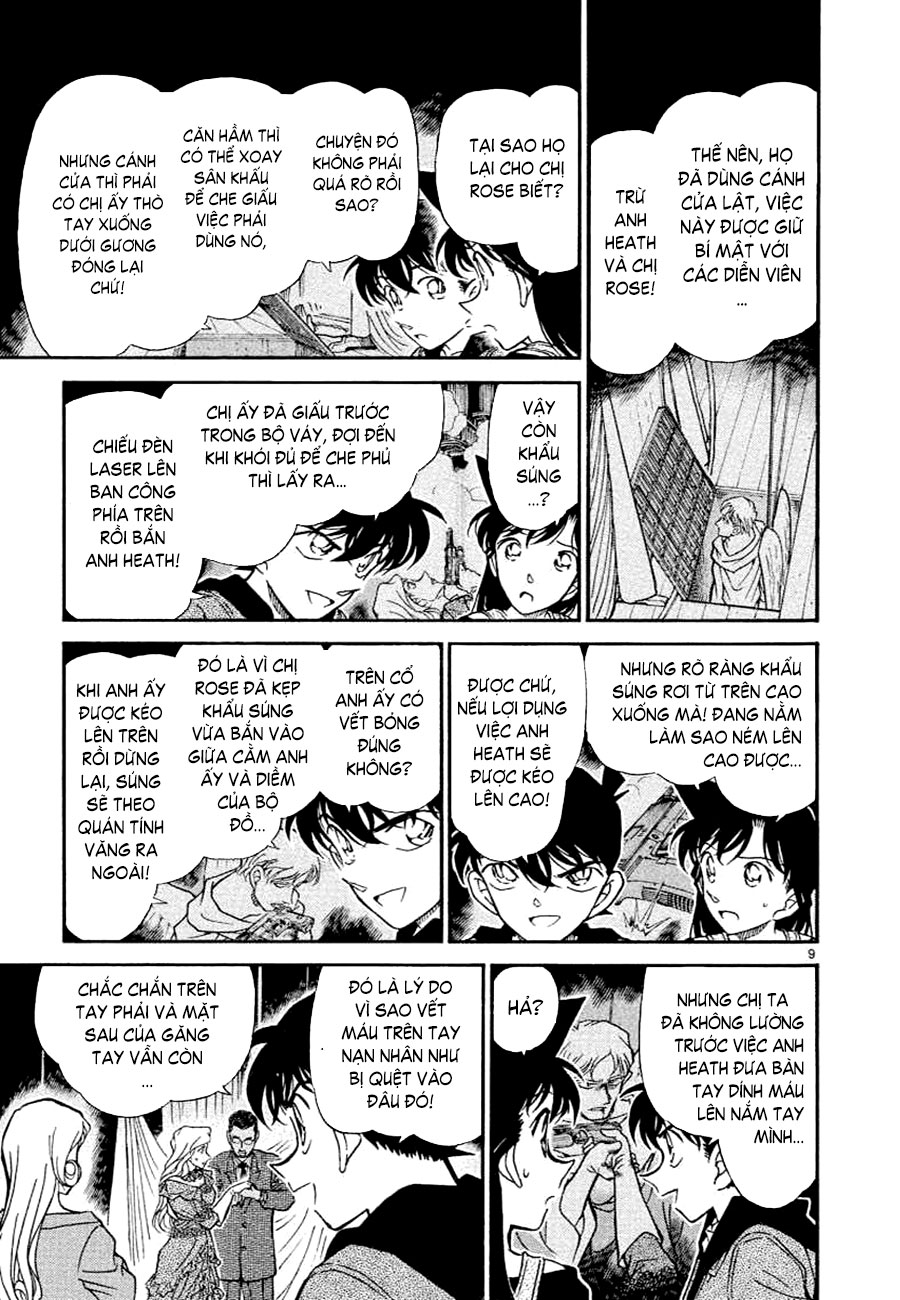 THẾ NÊN, HỌ
ĐÃ DÙNG CÁNH
CỬA LẬT, VIỆC
NÀY ĐƯỢC GIỮ
BÍ MẬT VỚI
CÁC DIỄN VIÊN
...
TRỪ
ANH
HEATH
VÀ CHỊ
ROSE!
TẠI SAO HỌ
LẠI CHO CHỊ
ROSE BIẾT?
CHUYỆN ĐÓ
KHÔNG PHẢI
QUÁ RÕ RỒI
SAO?
CĂN HẦM THÌ
CÓ THỂ XOAY
SÂN KHẤU
ĐỂ CHE GIẤU
VIỆC PHẢI
DÙNG NÓ,
NHƯNG CÁNH
CỬA THÌ PHẢI
CÓ CHỊ ẤY THÒ
TAY XUỐNG
DƯỚI GƯƠNG
ĐÓNG LẠI
CHỨ!
VẬY
CÒN
KHẨU
SÚNG
...?
CHỊ ẤY ĐÃ GIẤU TRƯỚC
TRONG BỘ VÁY, ĐỢI ĐẾN
KHI KHÓI ĐỦ ĐỂ CHE PHỦ
THÌ LẤY RA...
CHIẾU ĐÈN
LASER LÊN
BAN CÔNG
PHÍA TRÊN
RỒI BẮN
ANH HEATH!
NHƯNG RÕ RÀNG KHẨU
SÚNG RƠI TỪ TRÊN CAO
XUỐNG MÀ! ĐANG NẰM
LÀM SAO NÉM LÊN
CAO ĐƯỢC...
ĐƯỢC CHỨ,
NẾU LỢI DỤNG
VIỆC ANH
HEATH SẼ
ĐƯỢC KÉO
LÊN CAO!
TRÊN CỔ
ANH ẤY CÓ
VẾT BỎNG
ĐÚNG
KHÔNG?
ĐÓ LÀ VÌ CHỊ
ROSE ĐÃ KẸP
KHẨU SÚNG
VỪA BẮN VÀO
GIỮA CẰM ANH
ẤY VÀ DIỀM
CỦA BỘ
ĐỒ...
KHI ANH ẤY
ĐƯỢC KÉO
LÊN TRÊN
RỒI DỪNG
LẠI, SÚNG
SẼ THEO
QUÁN TÍNH
VĂNG RA
NGOÀI!
9
NHƯNG CHỊ TA
ĐÃ KHÔNG LƯỜNG
TRƯỚC VIỆC ANH
HEATH ĐƯA BÀN
TAY DÍNH MÁU
LÊN NẮM TAY
MÌNH...
HẢ?
ĐÓ LÀ LÝ DO
VÌ SAO VẾT
MÁU TRÊN TAY
NẠN NHÂN NHƯ
BỊ QUỆT VÀO
ĐÂU ĐÓ!
CHẮC CHẮN TRÊN
TAY PHẢI VÀ MẶT
SAU CỦA GĂNG
TAY VẪN CÒN
...